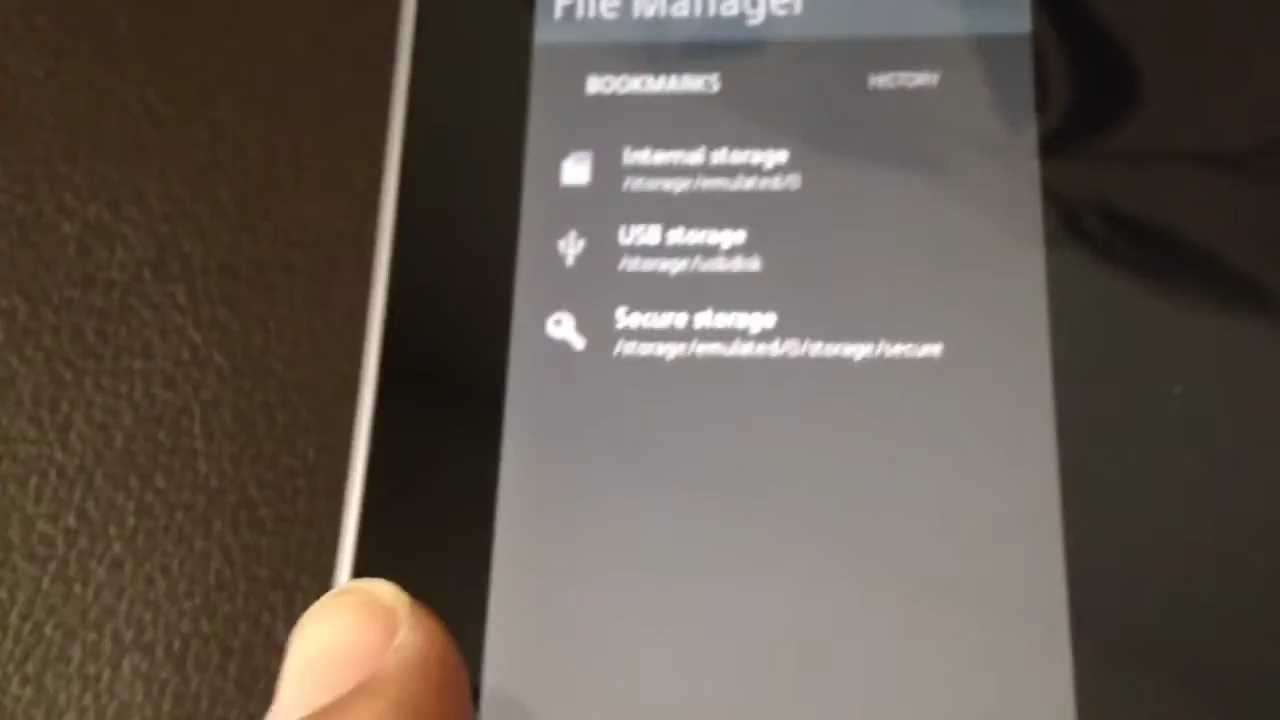 File Manager
BOOKMARKS
HISTORY
Internal storage
/storage/emulated/0
USB storage
/storage/usbdisk
Secure storage
/storage/emulated/0/storage/secure